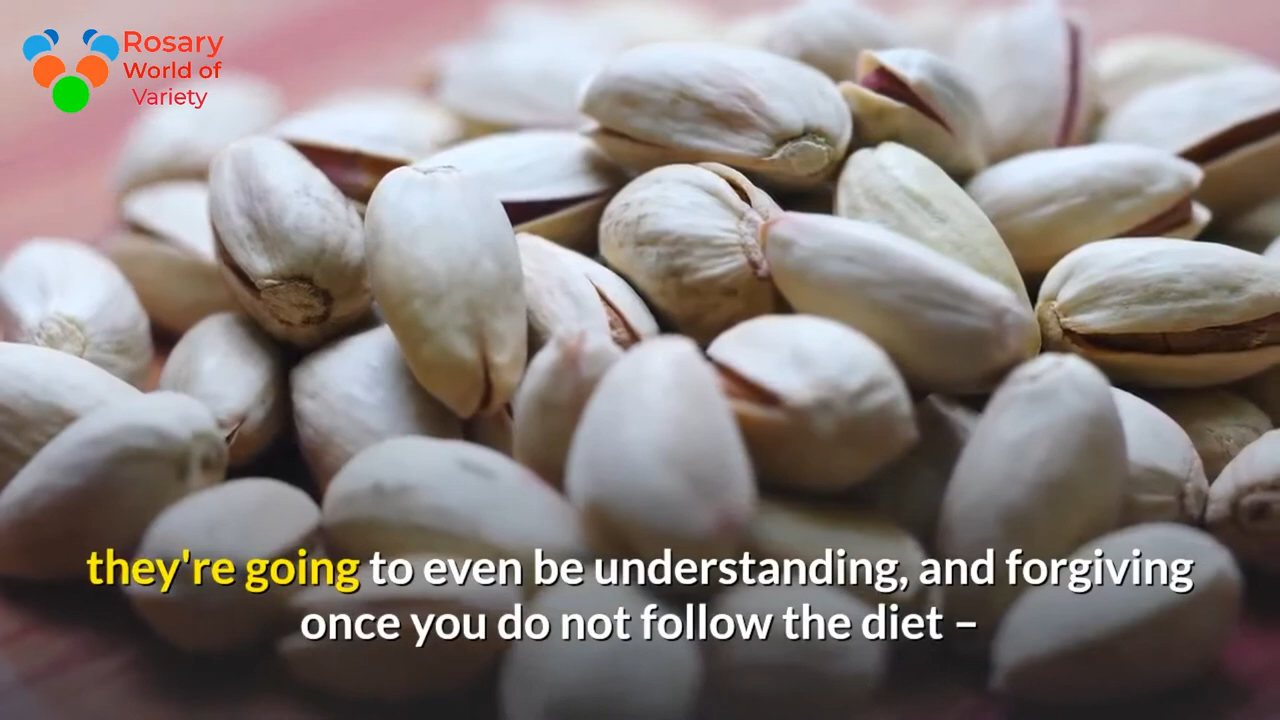 Rosary
World of
Variety
they're going to even be understanding, and forgiving
once you do not follow the diet –